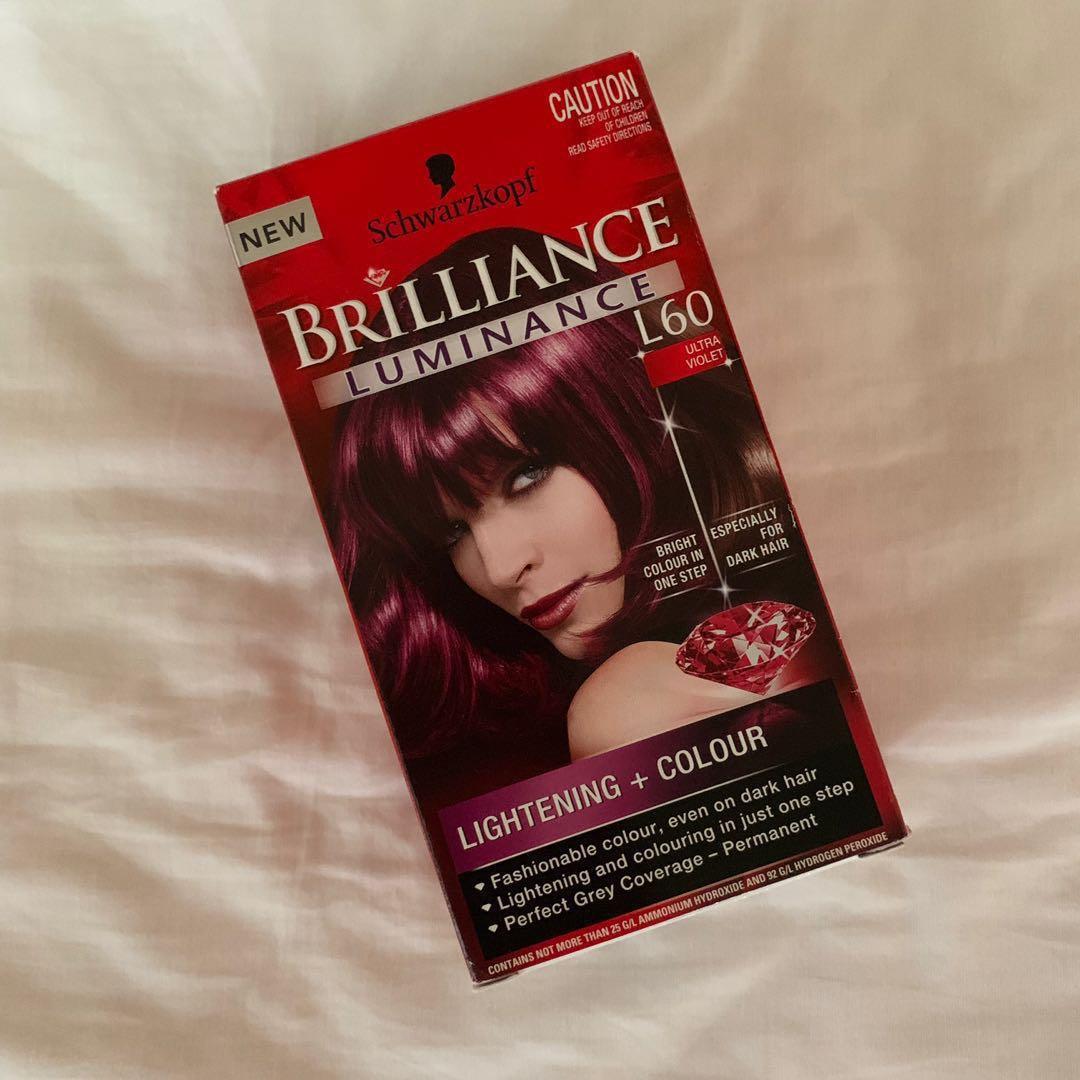 CAUTION
KEEP OUT OF REACH
OF CHILDREN
READ SAFETY DIRECTIONS
Schwarzkopf
NEW
BRILLIANCE
LUMINANCE
L60
ULTRA
VIOLET
BRIGHT
COLOUR IN
ONE STEP
ESPECIALLY
FOR
DARK HAIR
LIGHTENING + COLOUR
Fashionable colour, even on dark hair
Lightening and colouring in just one step
Perfect Grey Coverage – Permanent
CONTAINS NOT MORE THAN 25 G/L AMMONIUM HYDROXIDE AND 92 G/L HYDROGEN PEROXIDE